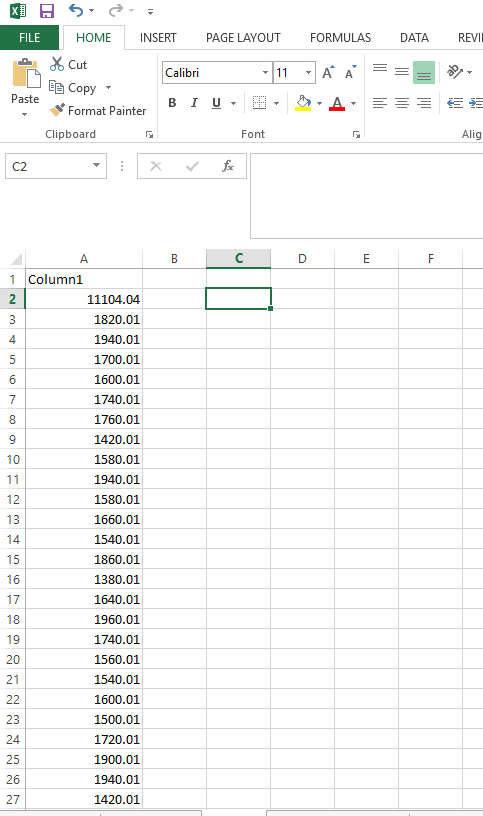 FILE HOME INSERT PAGE LAYOUT FORMULAS DATA REVI
Paste
Cut
Copy
Format Painter
Clipboard
Calibri 11
B I U
Font
Alig
C2 fx
A B C D E F
1 Column1
2 11104.04
3 1820.01
4 1940.01
5 1700.01
6 1600.01
7 1740.01
8 1760.01
9 1420.01
10 1580.01
11 1940.01
12 1580.01
13 1660.01
14 1540.01
15 1860.01
16 1380.01
17 1640.01
18 1960.01
19 1740.01
20 1560.01
21 1540.01
22 1600.01
23 1500.01
24 1720.01
25 1900.01
26 1940.01
27 1420.01